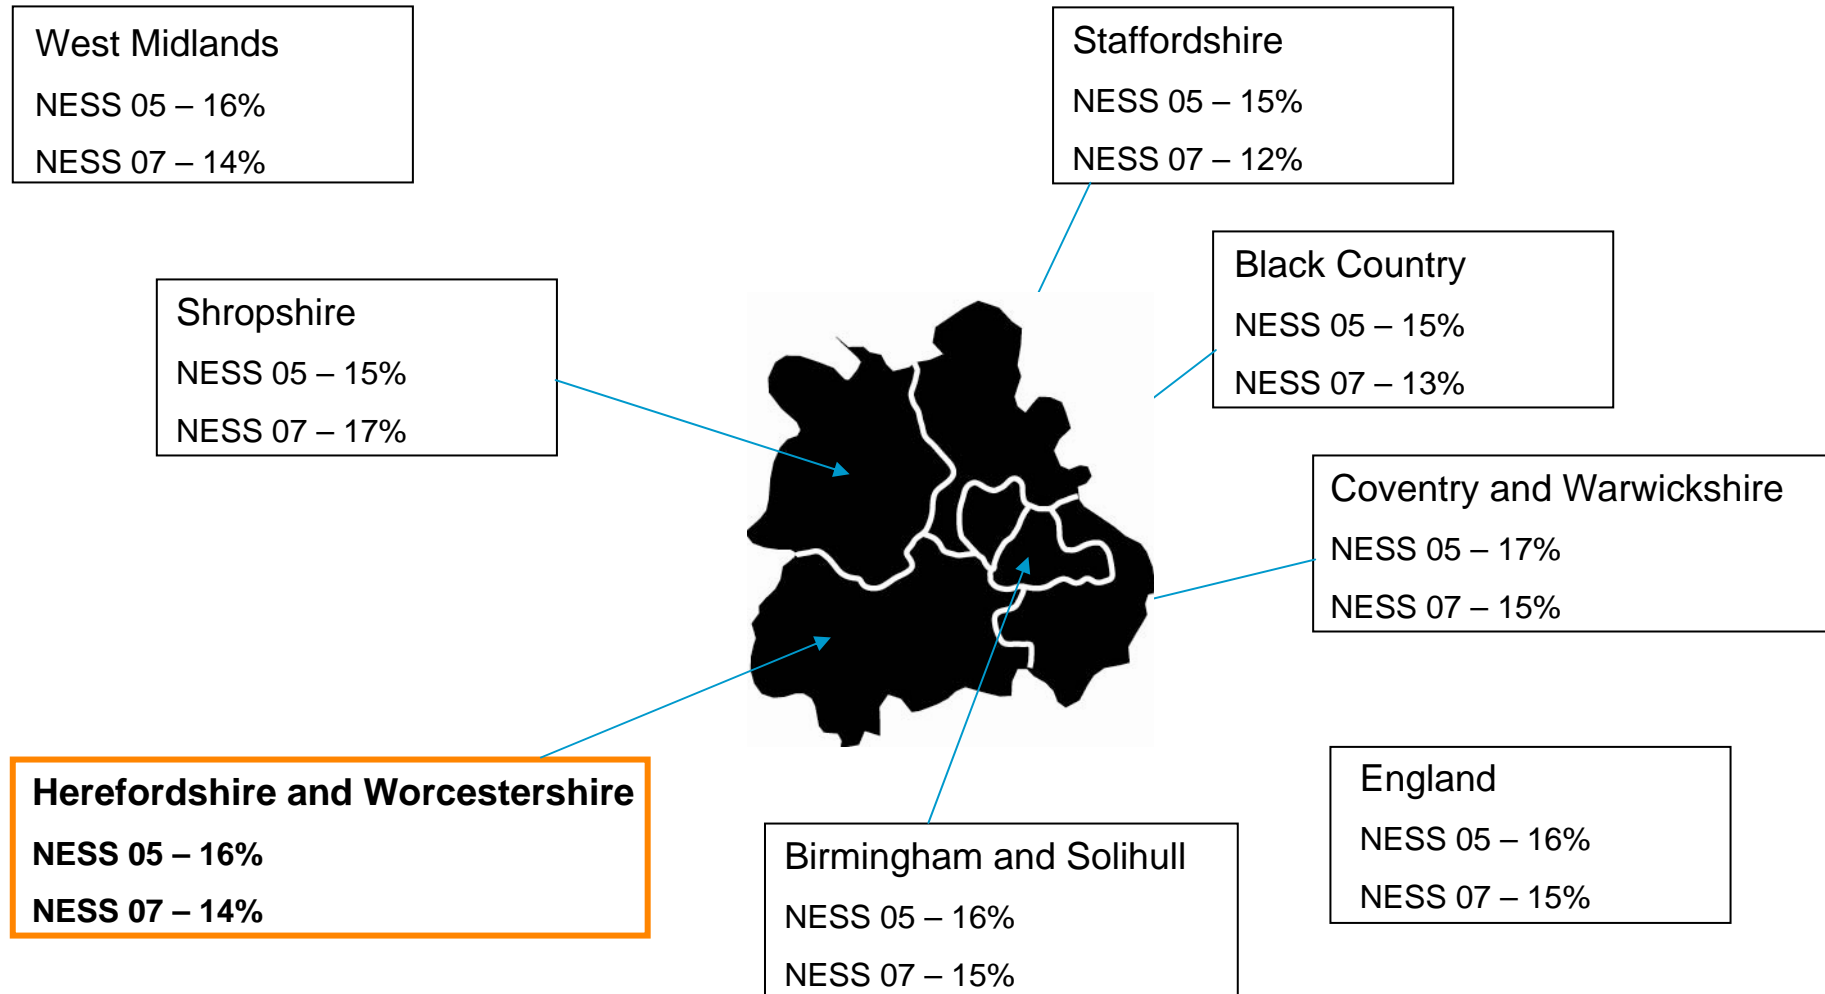 West Midlands
NESS 05 – 16%
NESS 07 – 14%
Staffordshire
NESS 05 – 15%
NESS 07 – 12%
Black Country
NESS 05 – 15%
NESS 07 – 13%
Shropshire
NESS 05 – 15%
NESS 07 – 17%
Coventry and Warwickshire
NESS 05 – 17%
NESS 07 – 15%
Herefordshire and Worcestershire
NESS 05 – 16%
NESS 07 – 14%
Birmingham and Solihull
NESS 05 – 16%
NESS 07 – 15%
England
NESS 05 – 16%
NESS 07 – 15%